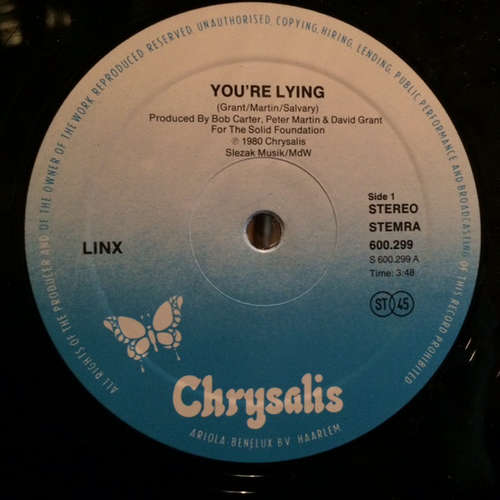 ALL RIGHTS OF THE PRODUCER AND OF THE OWNER OF THE WORK REPRODUCED RESERVED. UNAUTHORISED, COPYING, HIRING, LENDING, PUBLIC PERFORMANCE AND BROADCASTING OF THIS RECORD PROHIBITED
YOU'RE LYING
(Grant/Martin/Salvary)
Produced By Bob Carter, Peter Martin & David Grant
For The Solid Foundation
℗ 1980 Chrysalis
Slezak Musik/MdW
Side 1
STEREO
STEMRA
600.299
S 600.299 A
Time: 3:48
LINX
ST 45
Chrysalis
ARIOLA-BENELUX B.V. HAARLEM